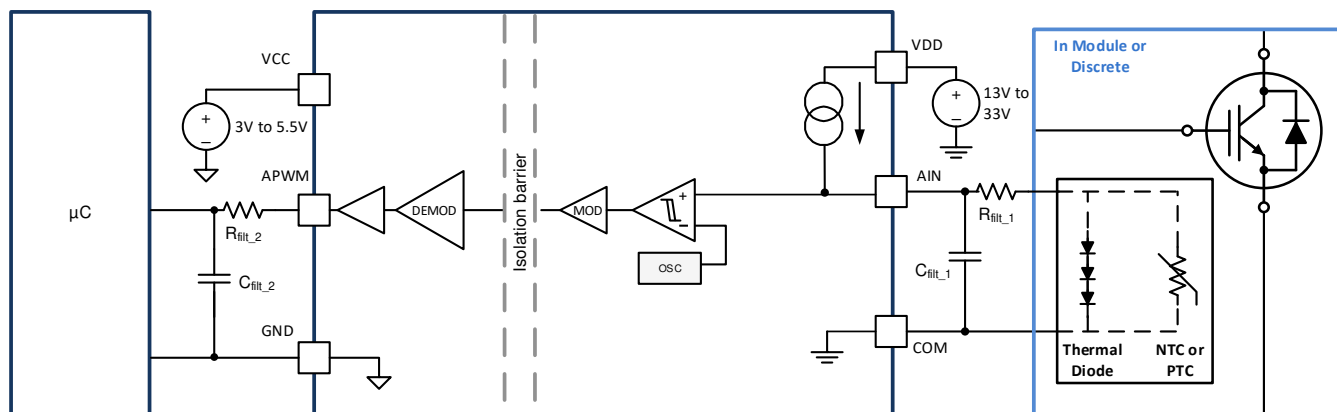 µC
VCC
3V to 5.5V
APWM
R_filt_2
C_filt_2
GND
DEMOD
Isolation barrier
MOD
OSC
VDD
13V to
33V
AIN
R_filt_1
C_filt_1
COM
In Module or
Discrete
Thermal
Diode
NTC or
PTC